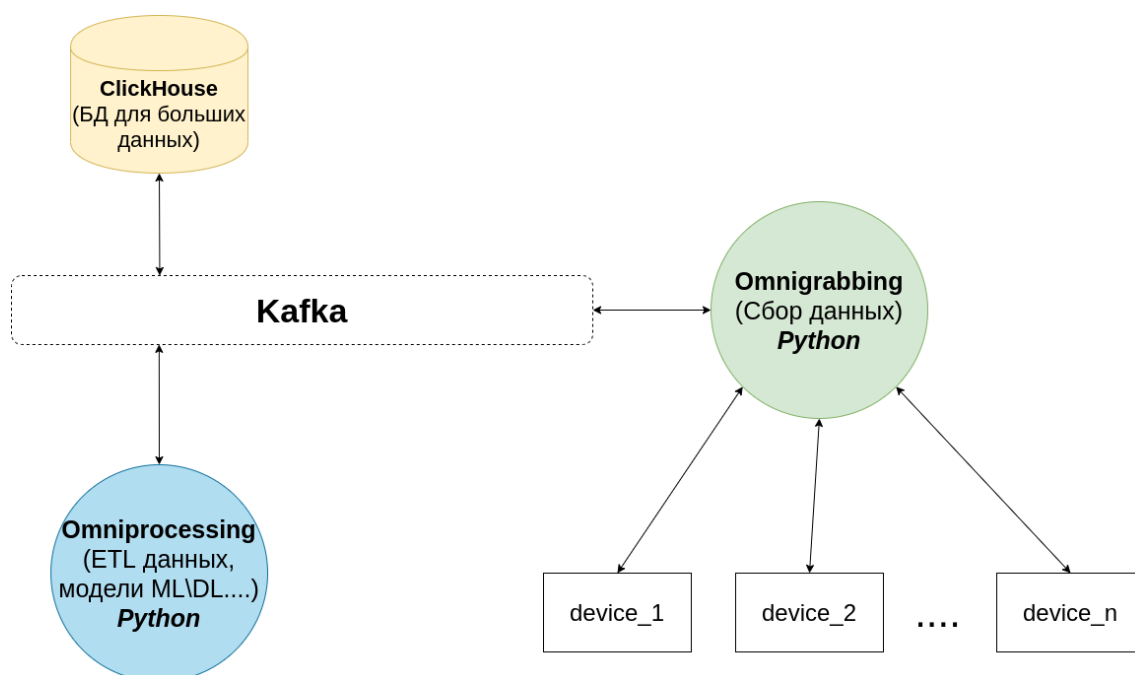 ClickHouse
(БД для больших
данных)
Kafka
Omnigrabbing
(Сбор данных)
Python
Omniprocessing
(ETL данных,
модели ML\DL....)
Python
device_1
device_2
....
device_n